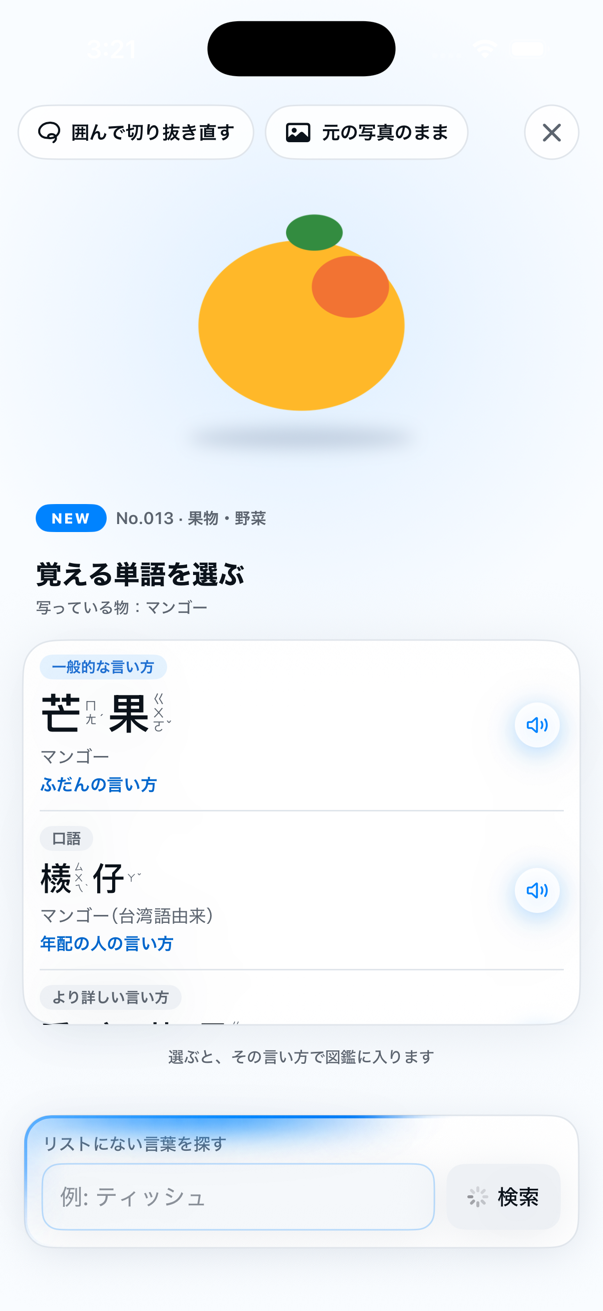 3:21
囲んで切り抜き直す
元の写真のまま
NEW No.013・果物・野菜
覚える単語を選ぶ
写っている物：マンゴー
一般的な言い方
芒ㄇㄤˊ果ㄍㄨㄛˇ
マンゴー
ふだんの言い方
口語
檨ㄙㄨㄟˋ仔ㄚˇ
マンゴー（台湾語由来）
年配の人の言い方
より詳しい言い方
選ぶと、その言い方で図鑑に入ります
リストにない言葉を探す
例: ティッシュ
検索